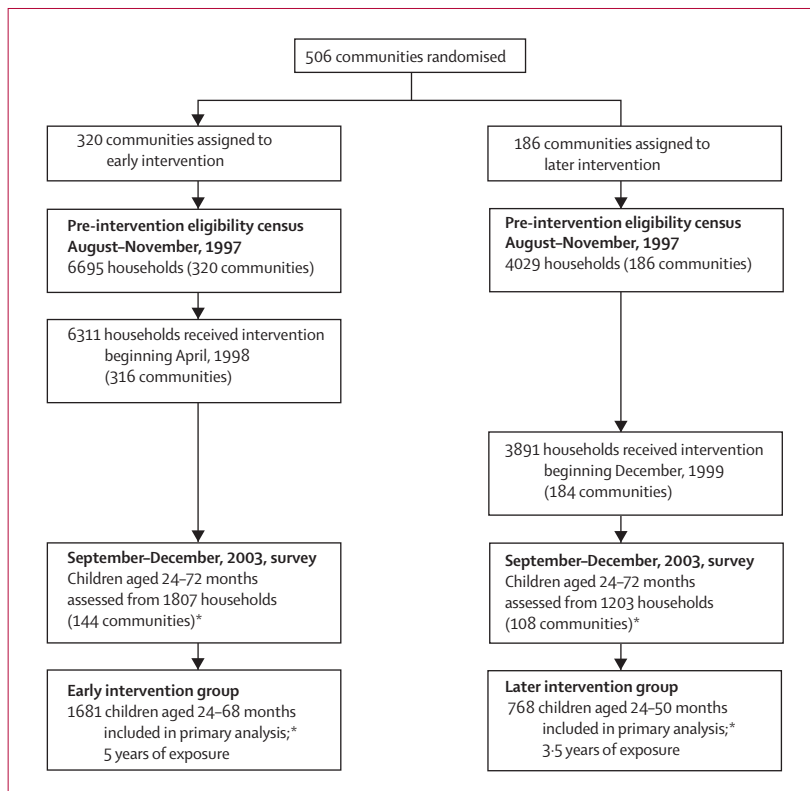 506 communities randomised
320 communities assigned to
early intervention
186 communities assigned to
later intervention
Pre-intervention eligibility census
August–November, 1997
6695 households (320 communities)
Pre-intervention eligibility census
August–November, 1997
4029 households (186 communities)
6311 households received intervention
beginning April, 1998
(316 communities)
3891 households received intervention
beginning December, 1999
(184 communities)
September–December, 2003, survey
Children aged 24–72 months
assessed from 1807 households
(144 communities)*
September–December, 2003, survey
Children aged 24–72 months
assessed from 1203 households
(108 communities)*
Early intervention group
1681 children aged 24–68 months
included in primary analysis;*
5 years of exposure
Later intervention group
768 children aged 24–50 months
included in primary analysis;*
3·5 years of exposure